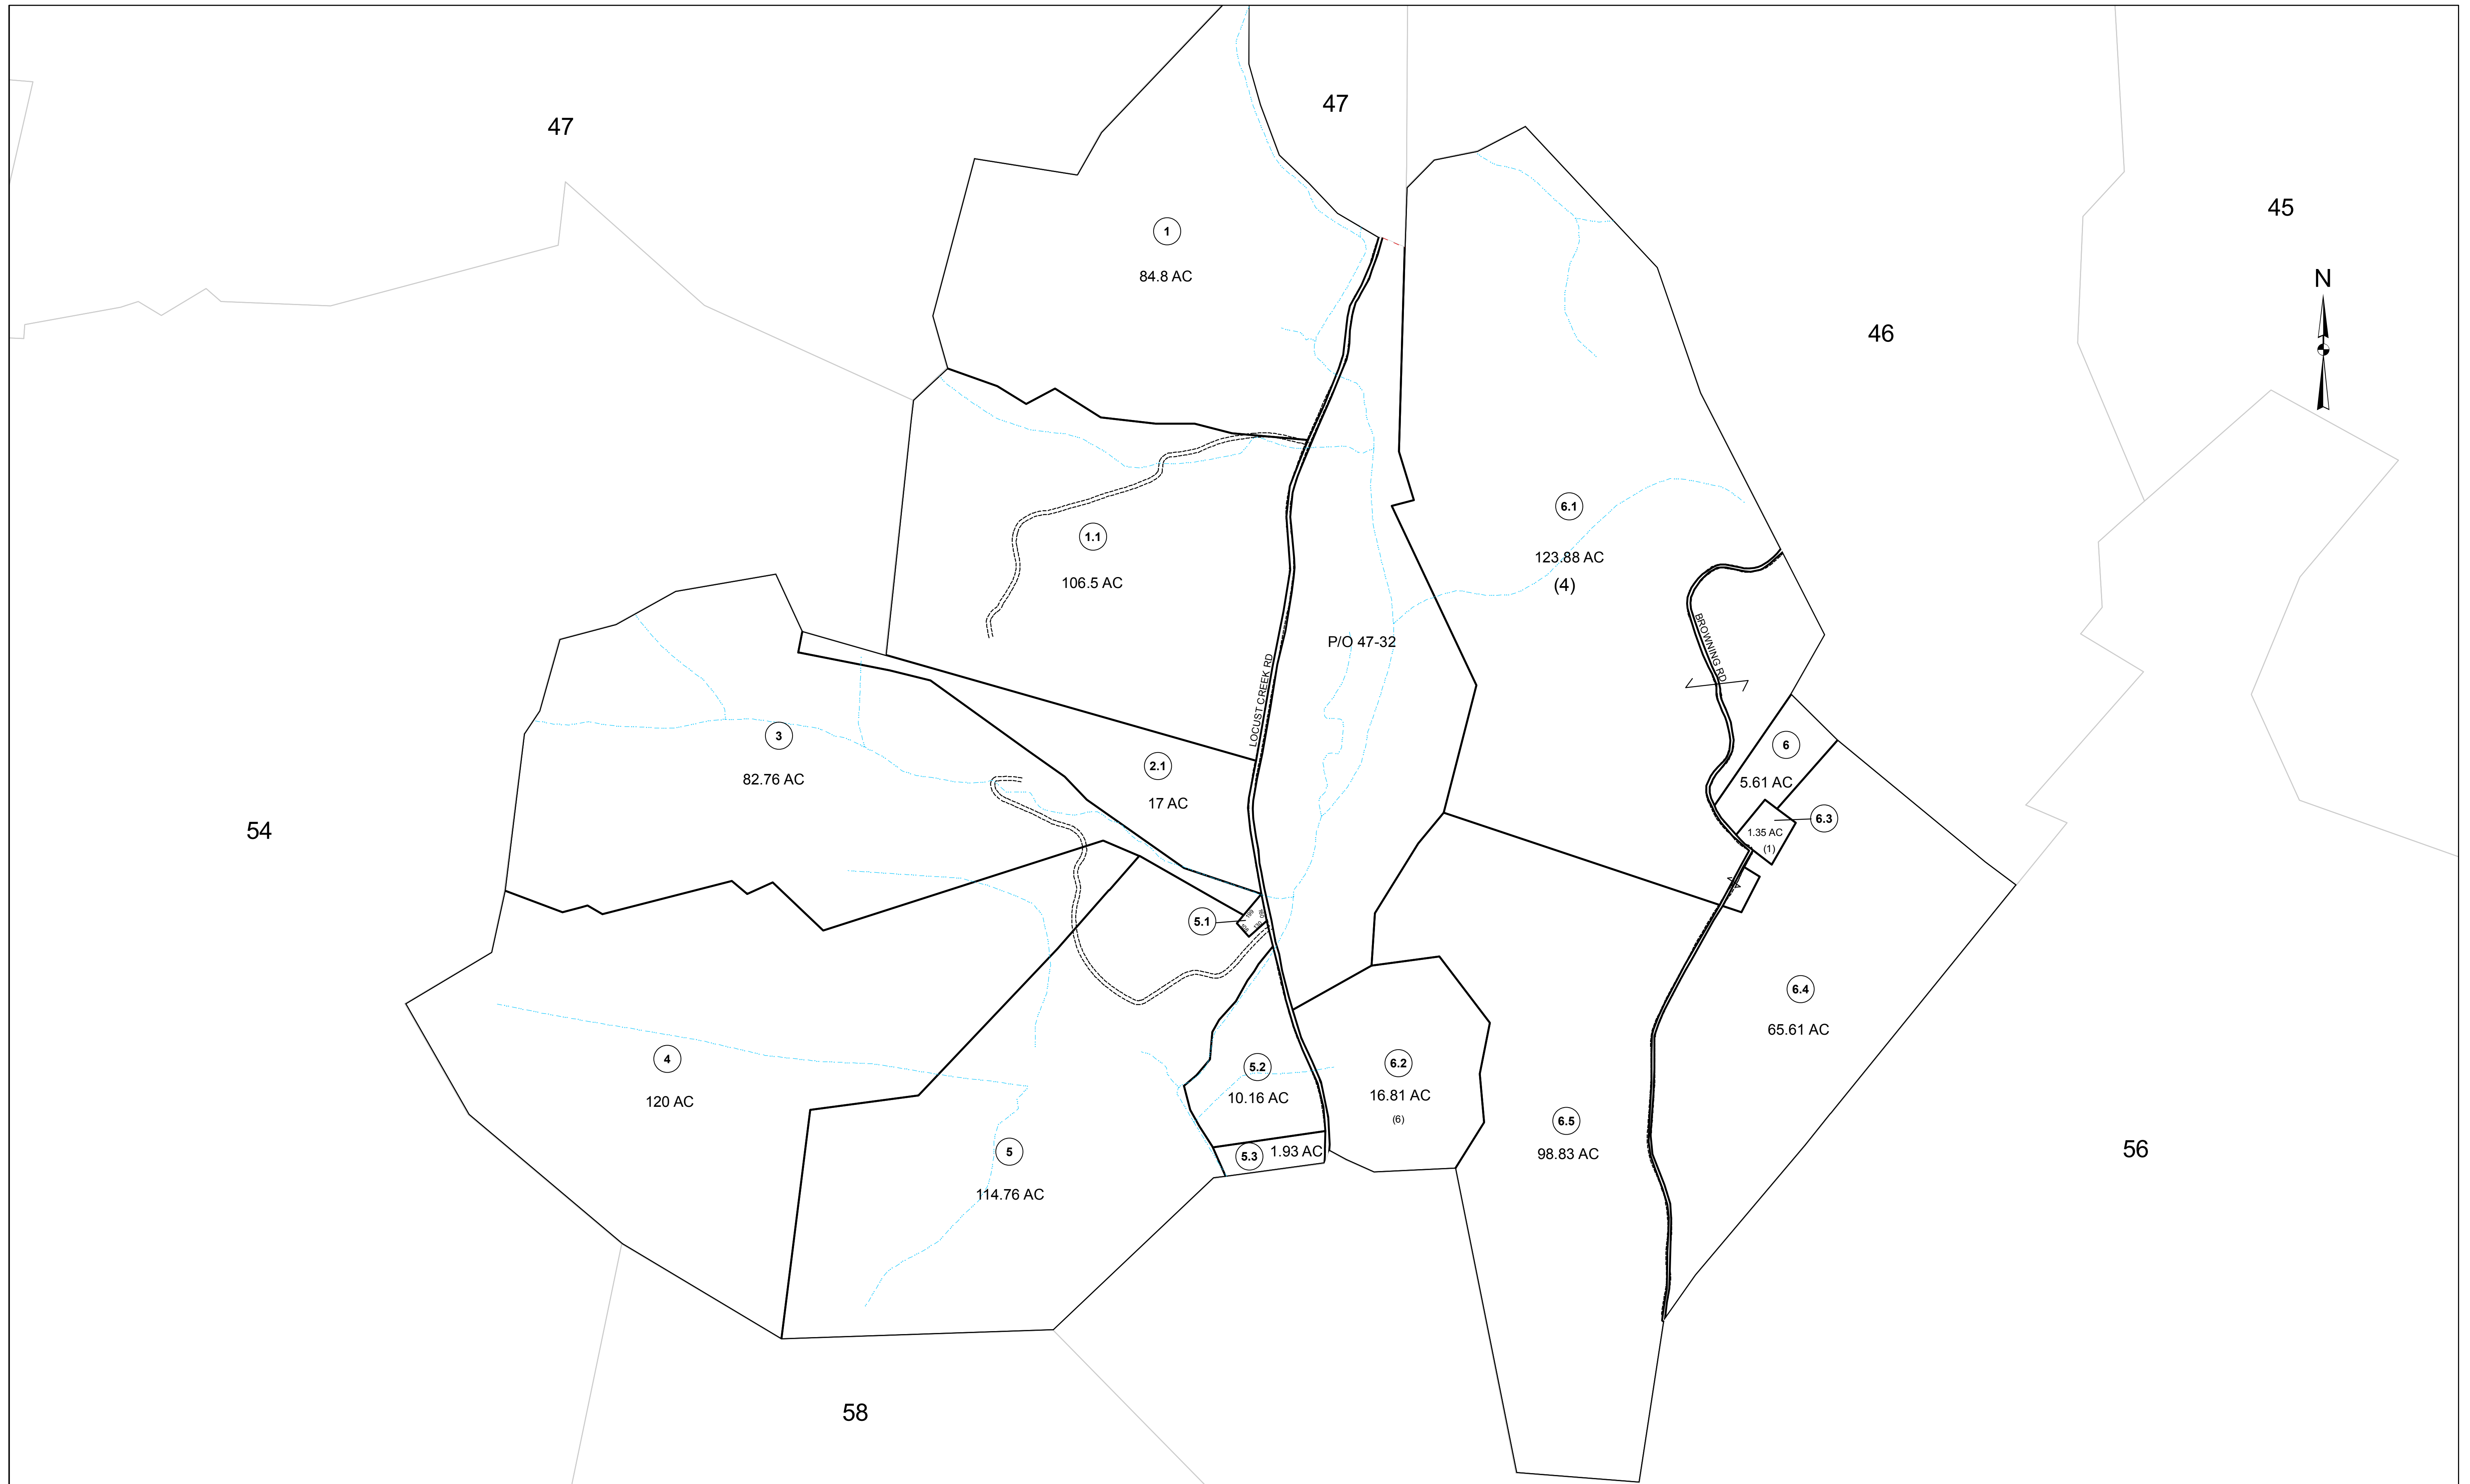 47
47
45
N
46
1
84.8 AC
1.1
106.5 AC
6.1
123.88 AC
(4)
BROWNING RD
P/O 47-32
LOCUST CREEK RD
3
82.76 AC
2.1
17 AC
6
5.61 AC
6.3
1.35 AC
(1)
54
5.1
6.4
65.61 AC
4
120 AC
5.2
10.16 AC
6.2
16.81 AC
(6)
6.5
98.83 AC
5
114.76 AC
5.3
1.93 AC
56
58